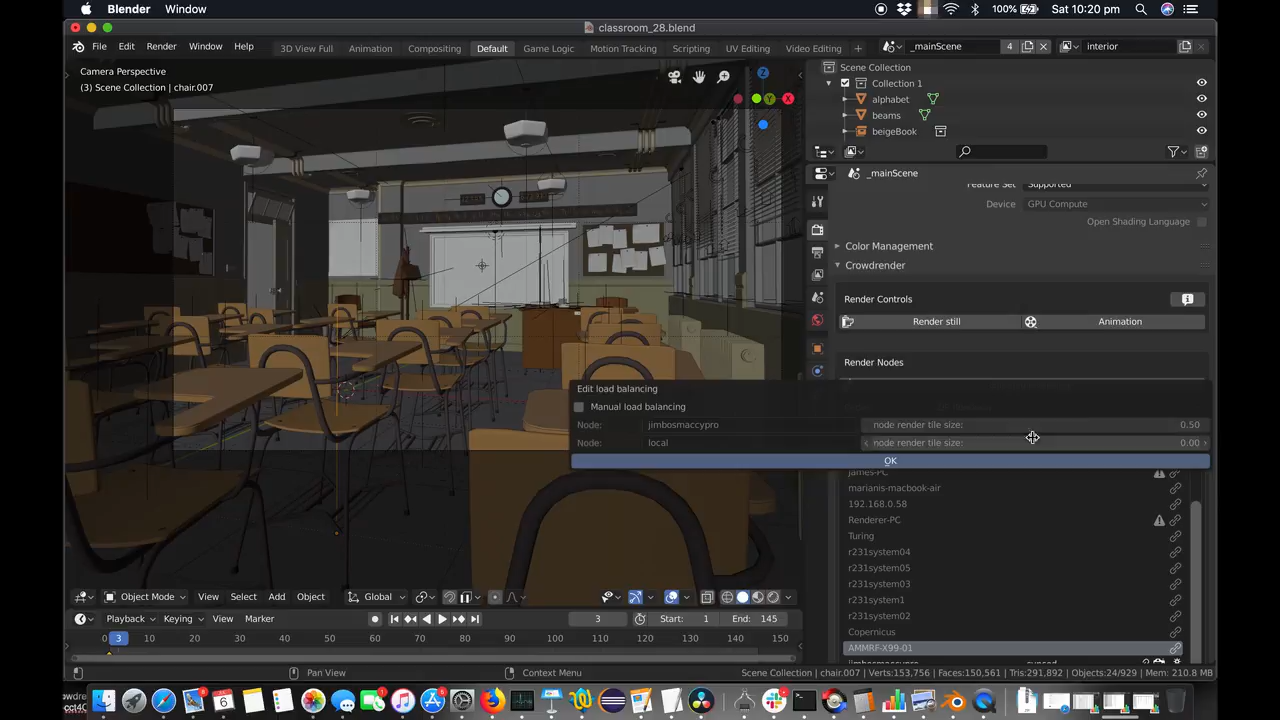 Blender Window 100% Sat 10:20 pm
classroom_28.blend
File Edit Render Window Help 3D View Full Animation Compositing Default Game Logic Motion Tracking Scripting UV Editing Video Editing + _mainScene 4 interior
Camera Perspective
(3) Scene Collection | chair.007
Z
Y
X
Scene Collection
Collection 1
alphabet
beams
beigeBook
_mainScene
Feature Set Supported
Device GPU Compute
Open Shading Language
Color Management
Crowdrender
Render Controls
Render still Animation
Render Nodes
Edit load balancing
Manual load balancing
Node: jimbosmaccypro node render tile size: 0.50
Node: local node render tile size: 0.00
OK
james-PC
marianis-macbook-air
192.168.0.58
Renderer-PC
Turing
r231system04
r231system05
r231system03
r231system1
r231system02
Copernicus
AMMRF-X99-01
jimbosmaccypro synced
Object Mode View Select Add Object Global
Playback Keying View Marker 3 Start: 1 End: 145
0 3 10 20 30 40 50 60 70 80 90 100 110 120 130 140 150
Pan View Context Menu Scene Collection | chair.007 | Verts:153,756 | Faces:150,561 | Tris:291,892 | Objects:24/929 | Mem: 210.8 MB